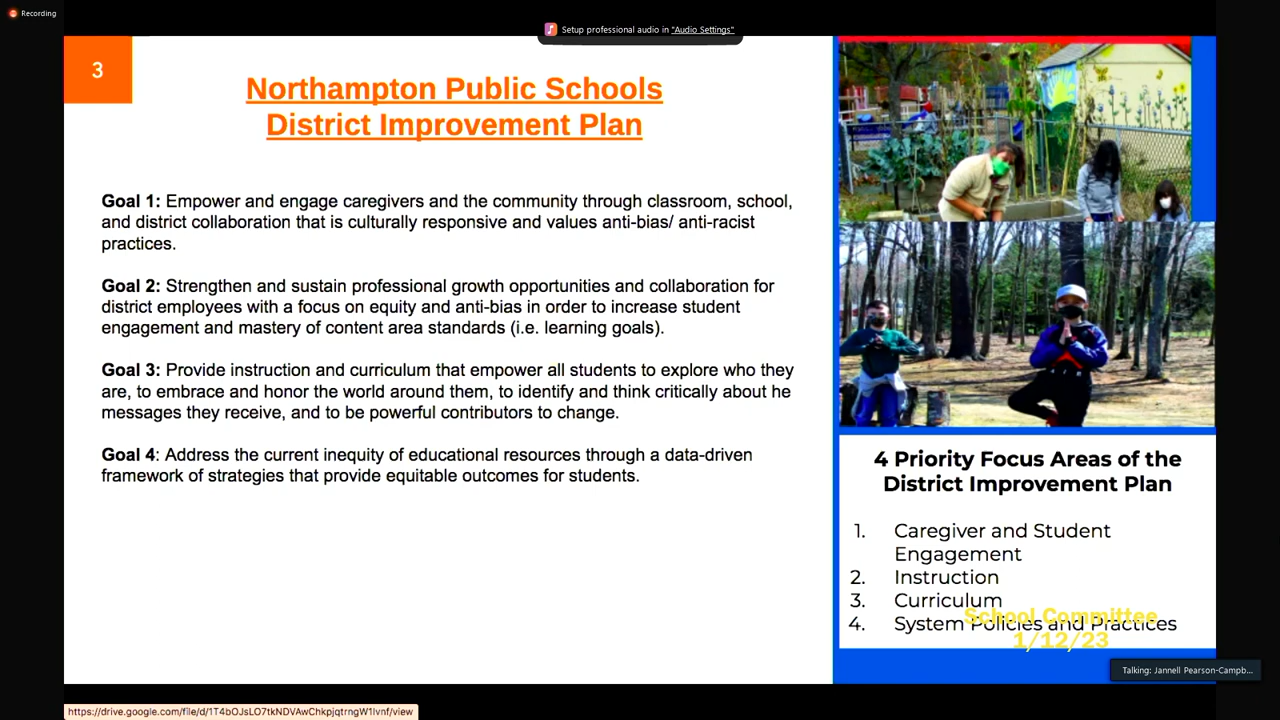 Recording
Setup professional audio in "Audio Settings"
3
Northampton Public Schools
District Improvement Plan
Goal 1: Empower and engage caregivers and the community through classroom, school,
and district collaboration that is culturally responsive and values anti-bias/ anti-racist
practices.
Goal 2: Strengthen and sustain professional growth opportunities and collaboration for
district employees with a focus on equity and anti-bias in order to increase student
engagement and mastery of content area standards (i.e. learning goals).
Goal 3: Provide instruction and curriculum that empower all students to explore who they
are, to embrace and honor the world around them, to identify and think critically about he
messages they receive, and to be powerful contributors to change.
Goal 4: Address the current inequity of educational resources through a data-driven
framework of strategies that provide equitable outcomes for students.
4 Priority Focus Areas of the
District Improvement Plan
1. Caregiver and Student
Engagement
2. Instruction
3. Curriculum
4. System Policies and Practices
School Committee
1/12/23
Talking: Jannell Pearson-Campb...
https://drive.google.com/file/d/1T4bOJsLO7tkNDVAwChkpjqtrngW1lvnf/view